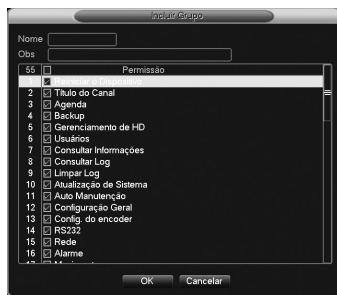 Incluir Grupo
Nome
Obs
55 Permissão
1 Reiniciar o Dispositivo
2 Título do Canal
3 Agenda
4 Backup
5 Gerenciamento de HD
6 Usuários
7 Consultar Informações
8 Consultar Log
9 Limpar Log
10 Atualização de Sistema
11 Auto Manutenção
12 Configuração Geral
13 Config. do encoder
14 RS232
15 Rede
16 Alarme
OK Cancelar